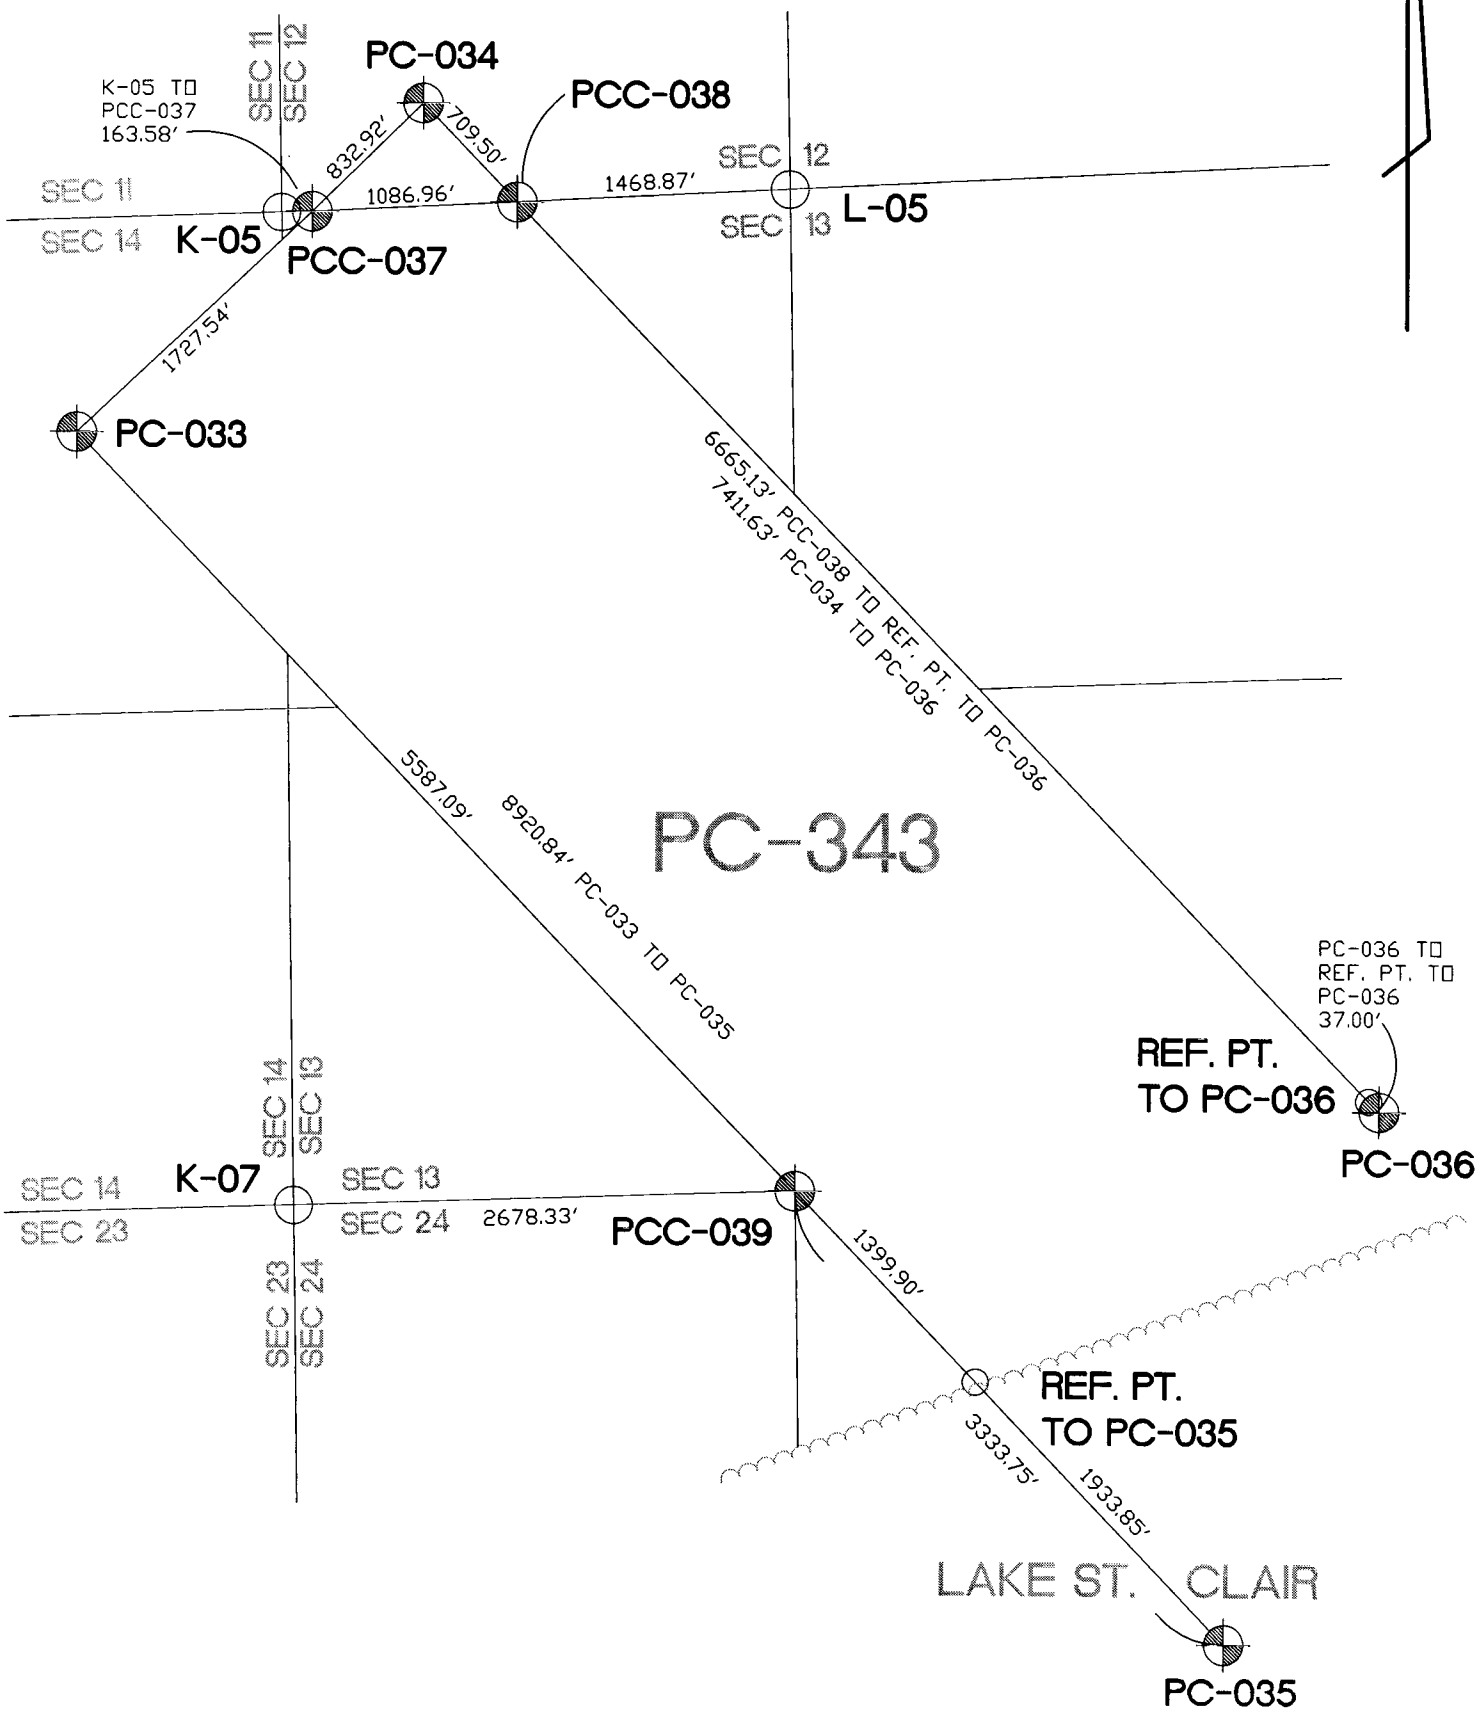 SEC 11
SEC 12
PC-034
K-05 TO
PCC-037
163.58'
PCC-038
832.92'
709.50'
SEC 11
SEC 14
K-05
PCC-037
1086.96'
1468.87'
SEC 12
SEC 13
L-05
1727.54'
PC-033
6665.13' PCC-038 TO REF. PT. TO PC-036
7411.63' PC-034 TO PC-036
5587.09'
8920.84' PC-033 TO PC-035
PC-343
PC-036 TO
REF. PT. TO
PC-036
37.00'
REF. PT.
TO PC-036
PC-036
SEC 14
SEC 13
K-07
SEC 14
SEC 23
SEC 13
SEC 24
2678.33'
PCC-039
SEC 23
SEC 24
1399.90'
REF. PT.
TO PC-035
3333.75'
1933.85'
LAKE ST. CLAIR
PC-035